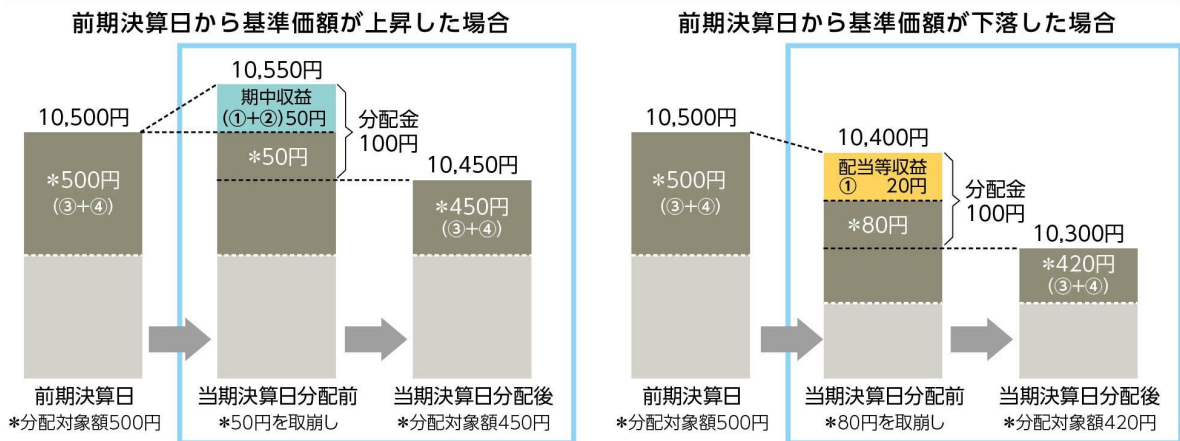 前期決算日から基準価額が上昇した場合
10,500円
*500円
(③+④)
10,550円
期中収益
(①+②)50円
*50円
分配金
100円
10,450円
*450円
(③+④)
前期決算日
*分配対象額500円
当期決算日分配前
*50円を取崩し
当期決算日分配後
*分配対象額450円
前期決算日から基準価額が下落した場合
10,500円
*500円
(③+④)
10,400円
配当等収益
① 20円
*80円
分配金
100円
10,300円
*420円
(③+④)
前期決算日
*分配対象額500円
当期決算日分配前
*80円を取崩し
当期決算日分配後
*分配対象額420円